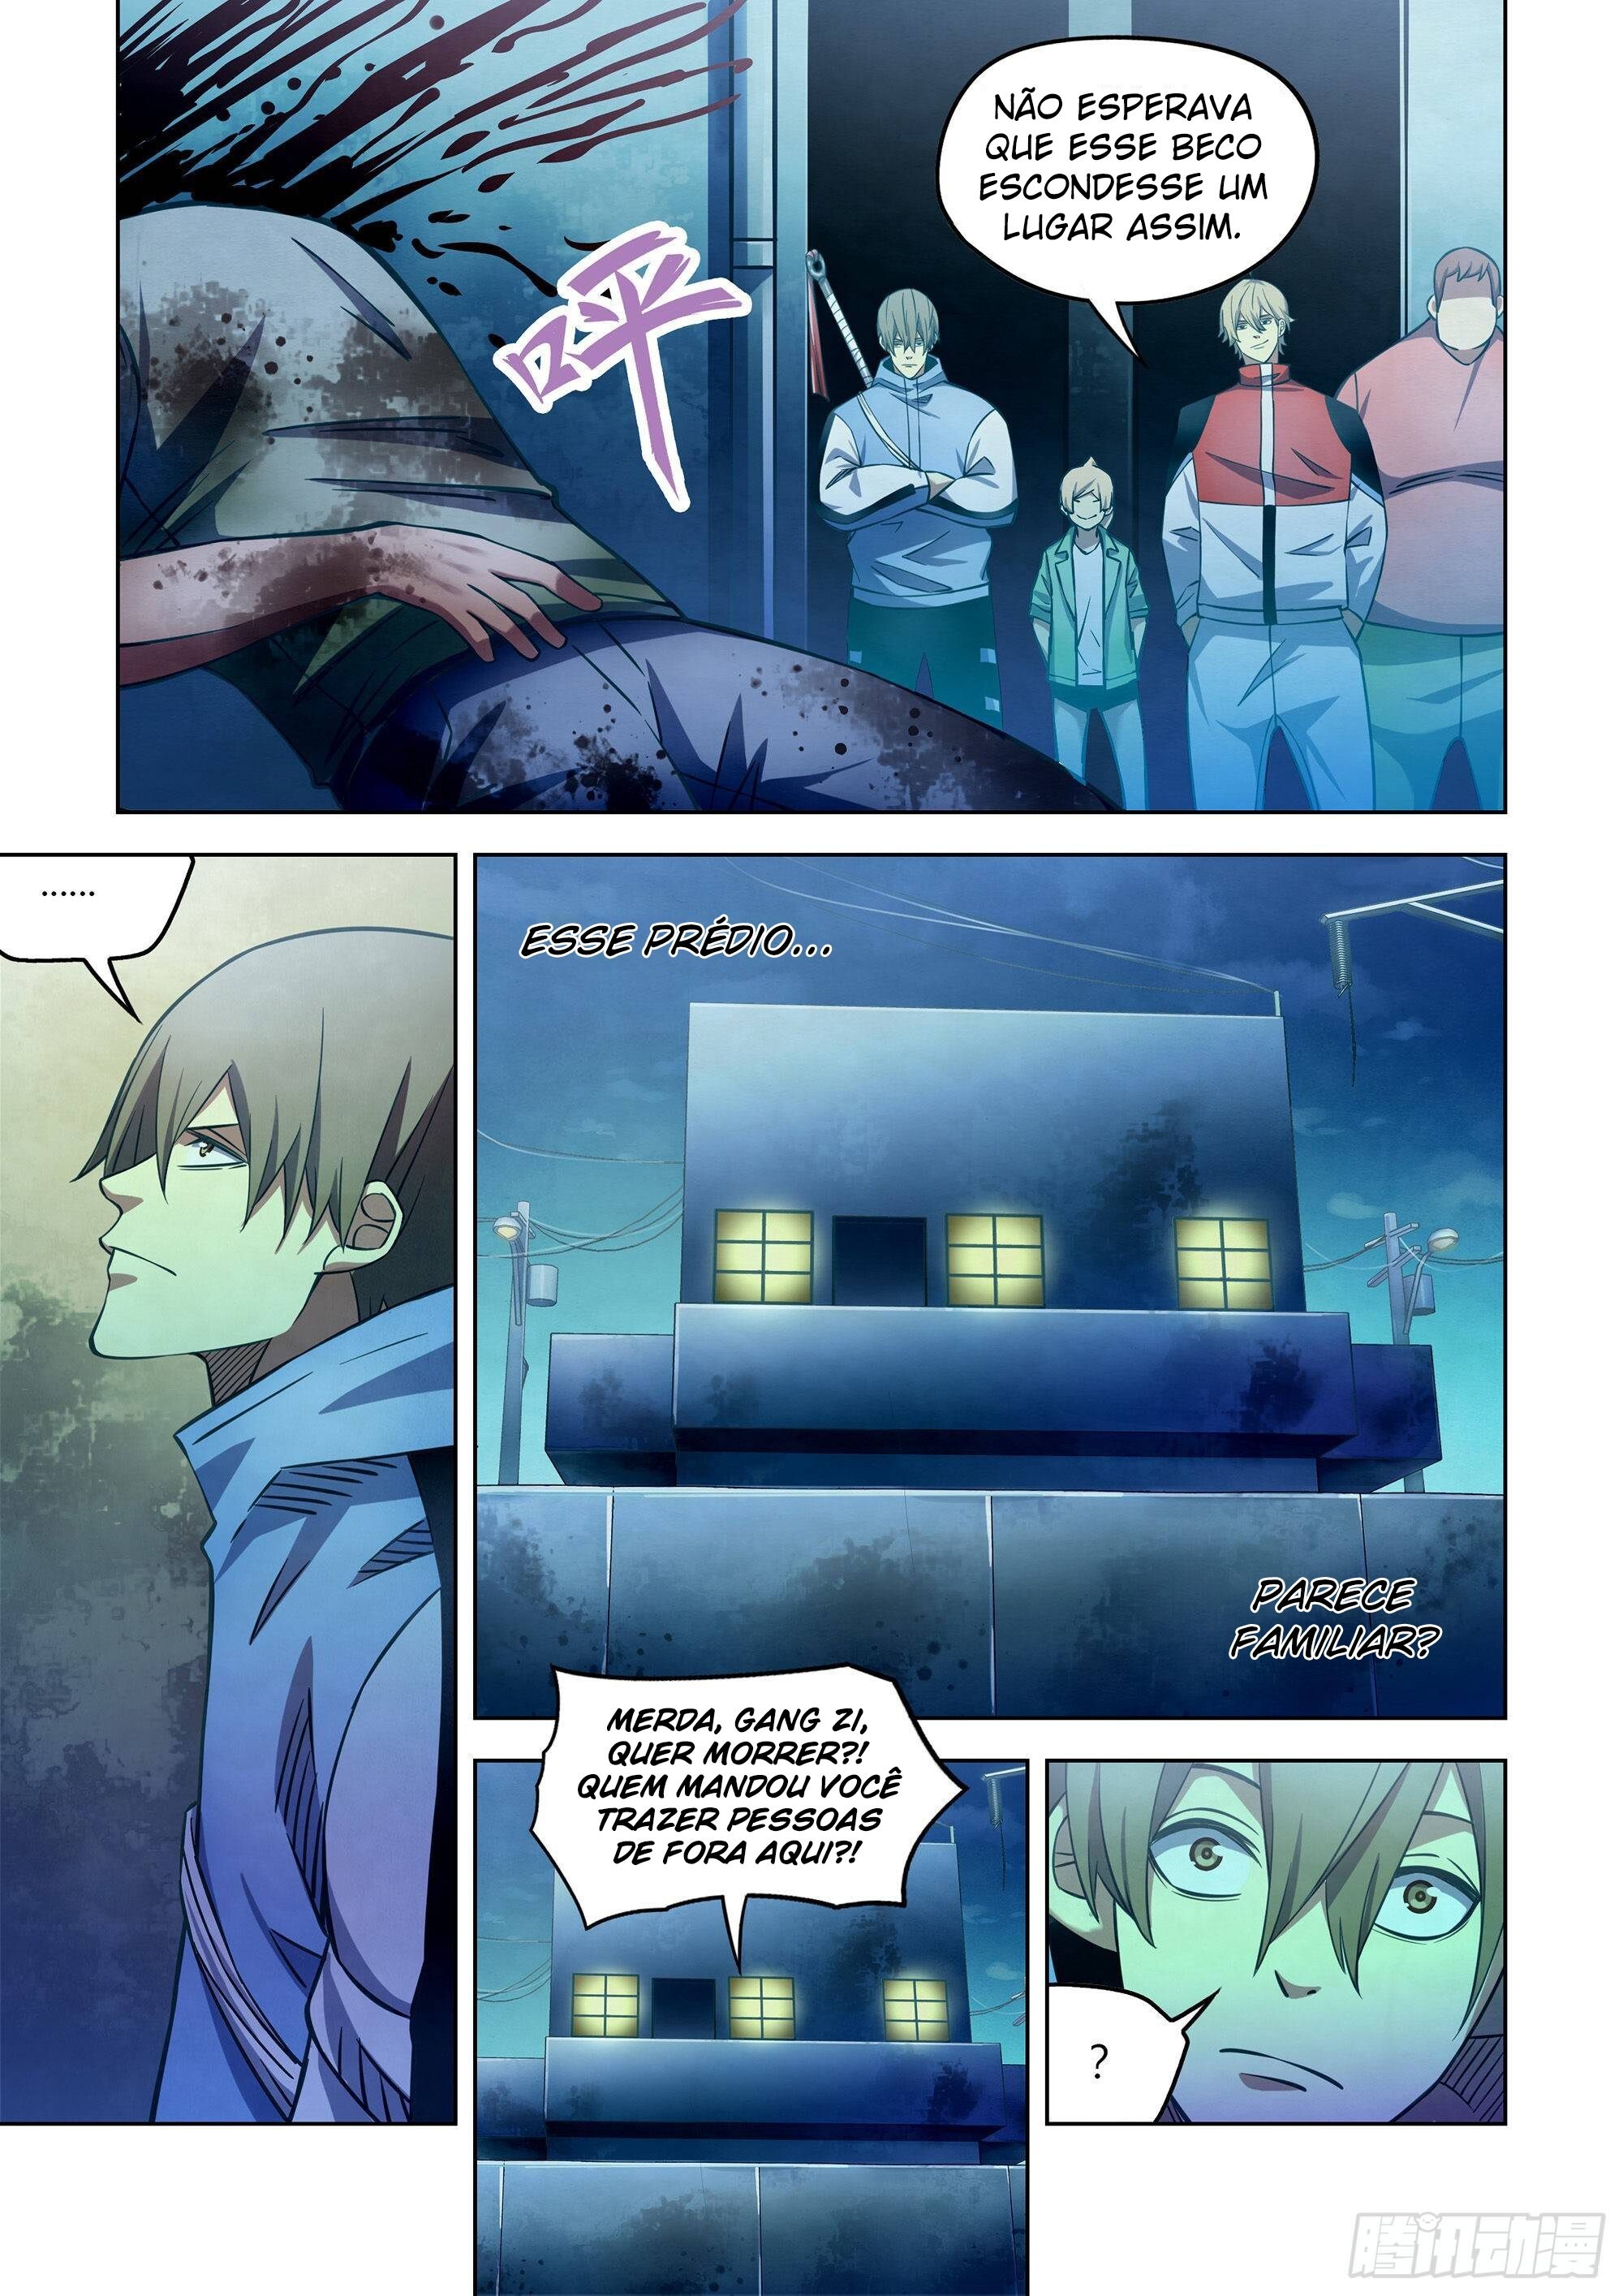 NÃO ESPERAVA
QUE ESSE BECO
ESCONDESSE UM
LUGAR ASSIM.
呯
......
ESSE PRÉDIO...
PARECE
FAMILIAR?
MERDA, GANG ZI,
QUER MORRER?!
QUEM MANDOU VOCÊ
TRAZER PESSOAS
DE FORA AQUI?!
?
腾讯动漫